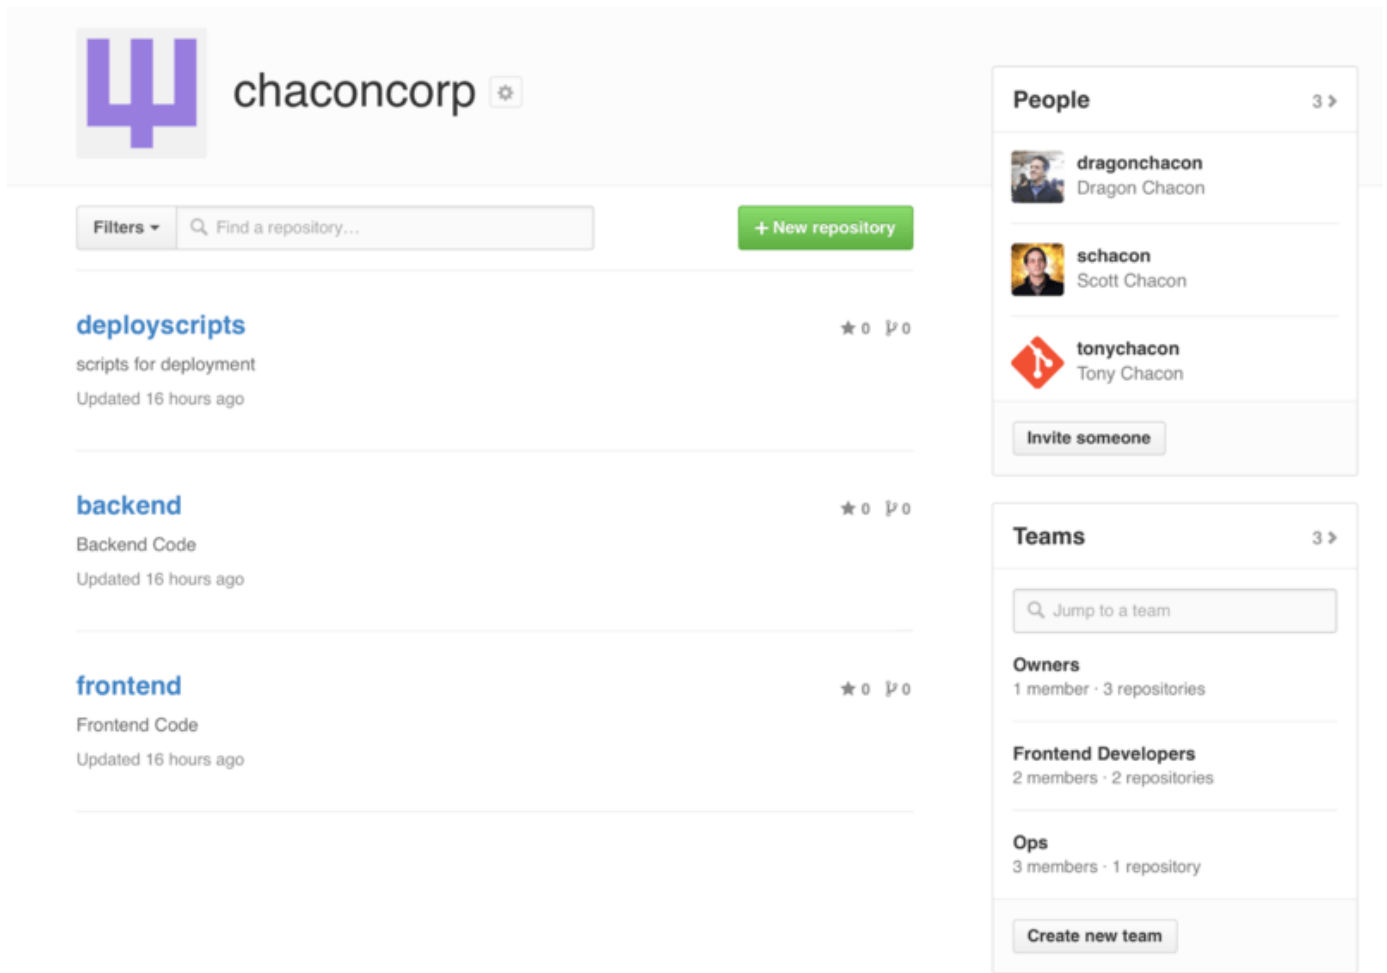 chaconcorp
Filters
Find a repository...
+ New repository
deployscripts
0 0
scripts for deployment
Updated 16 hours ago
backend
0 0
Backend Code
Updated 16 hours ago
frontend
0 0
Frontend Code
Updated 16 hours ago
People 3
dragonchacon
Dragon Chacon
schacon
Scott Chacon
tonychacon
Tony Chacon
Invite someone
Teams 3
Jump to a team
Owners
1 member · 3 repositories
Frontend Developers
2 members · 2 repositories
Ops
3 members · 1 repository
Create new team